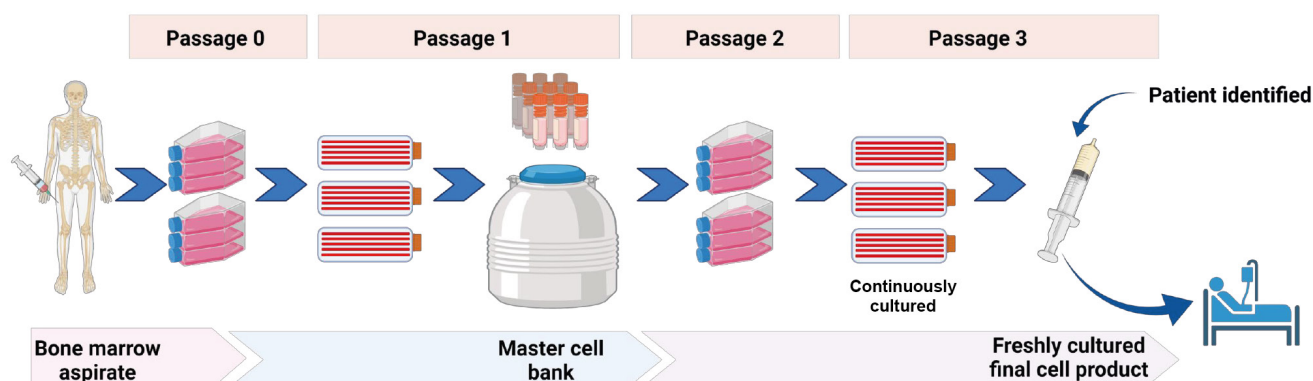 Passage 0
Passage 1
Passage 2
Passage 3
Patient identified
Continuously
cultured
Bone marrow
aspirate
Master cell
bank
Freshly cultured
final cell product